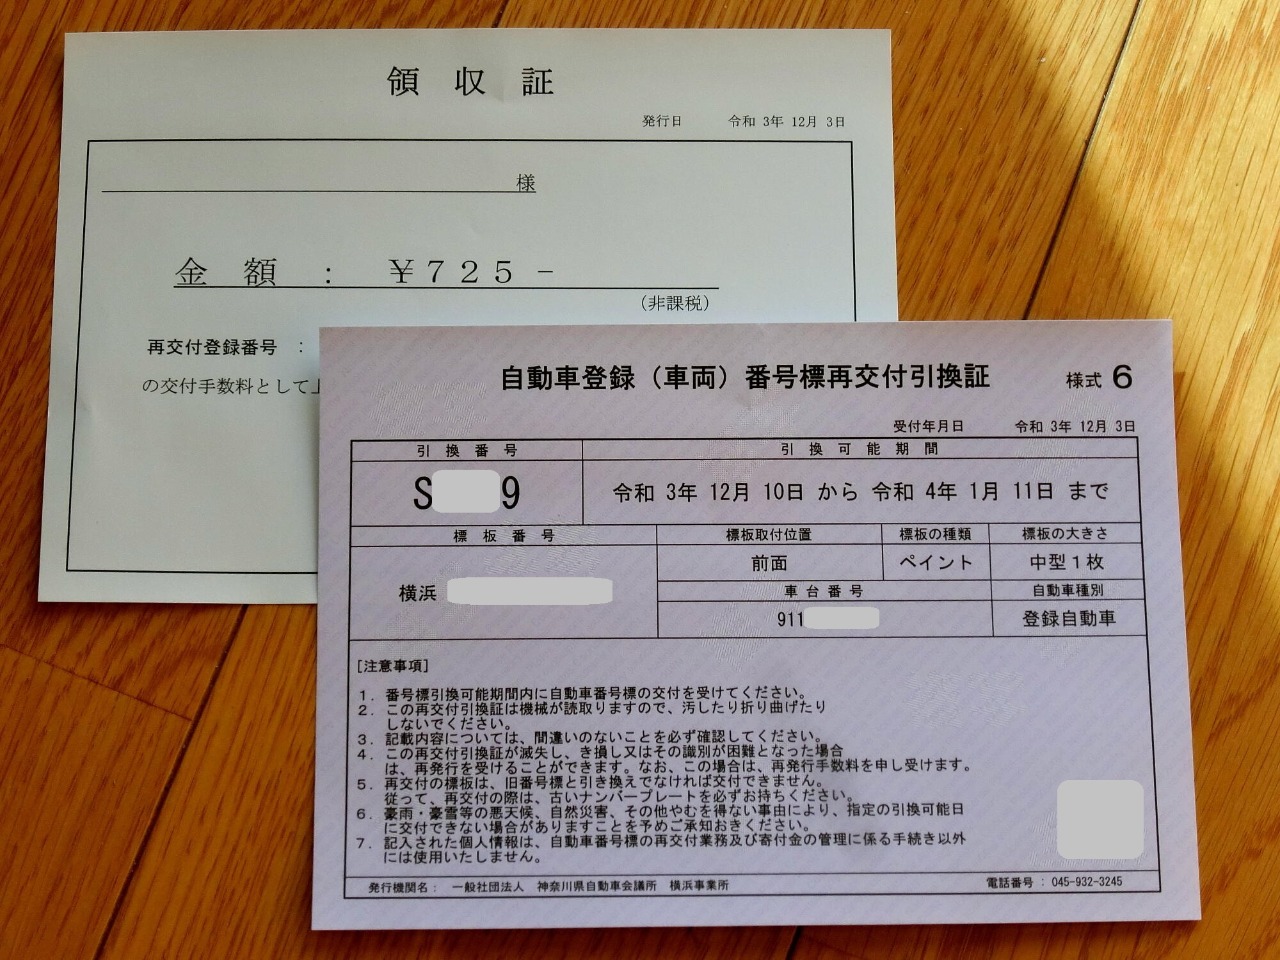 領 収 証
発行日 令和 3年 12月 3日
様
金 額 : ¥725-
(非課税)
再交付登録番号 :
の交付手数料として
自動車登録(車両)番号標再交付引換証 様式 6
受付年月日 令和 3年 12月 3日
引 換 番 号 引 換 可 能 期 間
S 9 令和 3年 12月 10日 から 令和 4年 1月 11日 まで
標 板 番 号 標板取付位置 標板の種類 標板の大きさ
前面 ペイント 中型1枚
横浜 車 台 番 号 自動車種別
911 登録自動車
[注意事項]
1. 番号標引換可能期間内に自動車番号標の交付を受けてください。
2. この再交付引換証は機械が読取りますので、汚したり折り曲げたり
しないでください。
3. 記載内容については、間違いのないことを必ず確認してください。
4. この再交付引換証が滅失し、き損し又はその識別が困難となった場合
は、再発行を受けることができます。なお、この場合は、再発行手数料を申し受けます。
5. 再交付の標板は、旧番号標と引き換えでなければ交付できません。
従って、再交付の際は、古いナンバープレートを必ずお持ちください。
6. 豪雨・豪雪等の悪天候、自然災害、その他やむを得ない事由により、指定の引換可能日
に交付できない場合がありますことを予めご承知おきください。
7. 記入された個人情報は、自動車番号標の再交付業務及び寄付金の管理に係る手続き以外
には使用いたしません。
発行機関名: 一般社団法人 神奈川県自動車会議所 横浜事業所 電話番号 : 045-932-3245